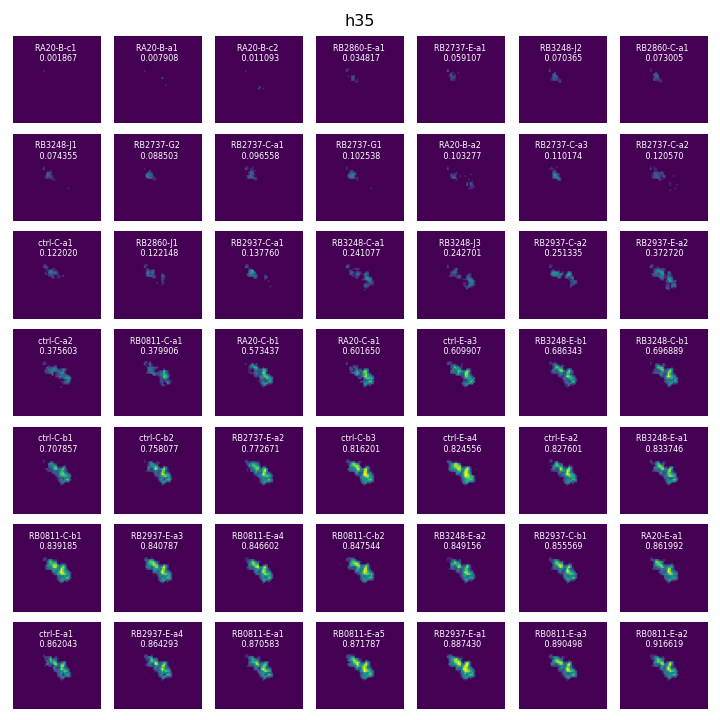 h35
RA20-B-c1
0.001867
RA20-B-a1
0.007908
RA20-B-c2
0.011093
RB2860-E-a1
0.034817
RB2737-E-a1
0.059107
RB3248-J2
0.070365
RB2860-C-a1
0.073005
RB3248-J1
0.074355
RB2737-G2
0.088503
RB2737-C-a1
0.096558
RB2737-G1
0.102538
RA20-B-a2
0.103277
RB2737-C-a3
0.110174
RB2737-C-a2
0.120570
ctrl-C-a1
0.122020
RB2860-J1
0.122148
RB2937-C-a1
0.137760
RB3248-C-a1
0.241077
RB3248-J3
0.242701
RB2937-C-a2
0.251335
RB2937-E-a2
0.372720
ctrl-C-a2
0.375603
RB0811-C-a1
0.379906
RA20-C-b1
0.573437
RA20-C-a1
0.601650
ctrl-E-a3
0.609907
RB3248-E-b1
0.686343
RB3248-C-b1
0.696889
ctrl-C-b1
0.707857
ctrl-C-b2
0.758077
RB2737-E-a2
0.772671
ctrl-C-b3
0.816201
ctrl-E-a4
0.824556
ctrl-E-a2
0.827601
RB3248-E-a1
0.833746
RB0811-C-b1
0.839185
RB2937-E-a3
0.840787
RB0811-E-a4
0.846602
RB0811-C-b2
0.847544
RB3248-E-a2
0.849156
RB2937-C-b1
0.855569
RA20-E-a1
0.861992
ctrl-E-a1
0.862043
RB2937-E-a4
0.864293
RB0811-E-a1
0.870583
RB0811-E-a5
0.871787
RB2937-E-a1
0.887430
RB0811-E-a3
0.890498
RB0811-E-a2
0.916619